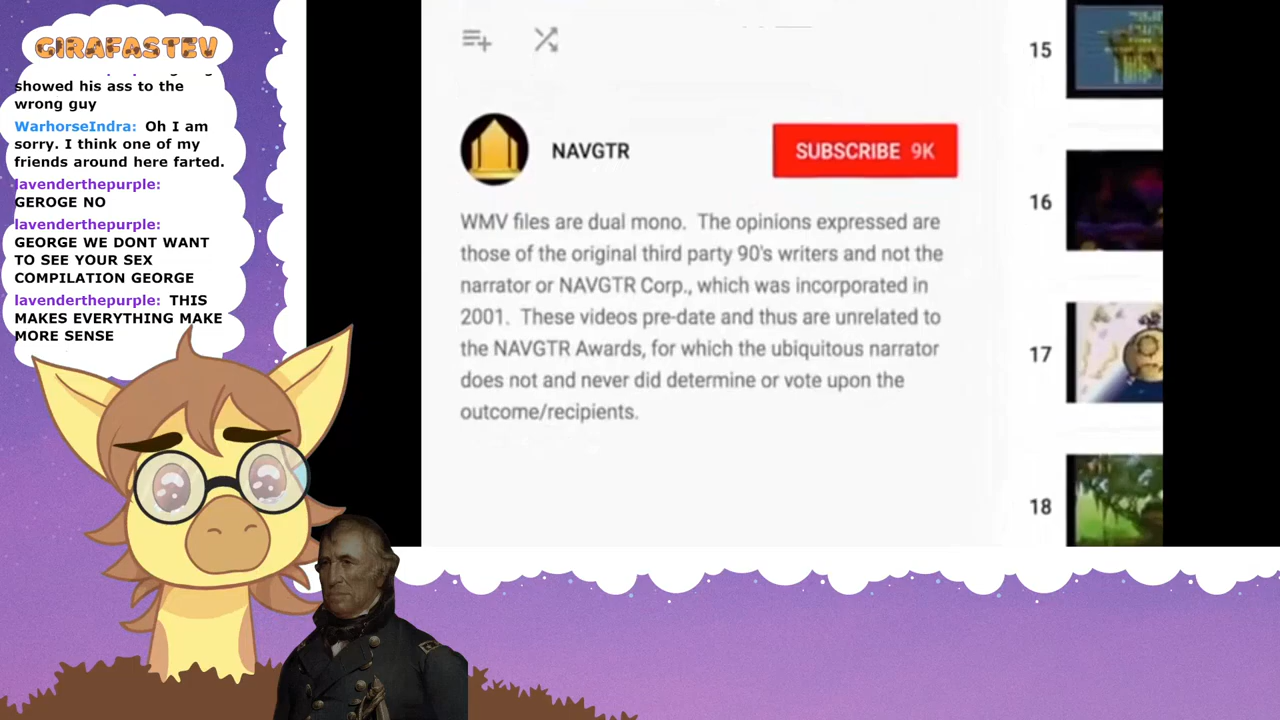 GIRAFASTEV
showed his ass to the
wrong guy
WarhorseIndra: Oh I am
sorry. I think one of my
friends around here farted.
lavenderthepurple:
GEROGE NO
lavenderthepurple:
GEORGE WE DONT WANT
TO SEE YOUR SEX
COMPILATION GEORGE
lavenderthepurple: THIS
MAKES EVERYTHING MAKE
MORE SENSE
NAVGTR
SUBSCRIBE 9K
WMV files are dual mono. The opinions expressed are
those of the original third party 90's writers and not the
narrator or NAVGTR Corp., which was incorporated in
2001. These videos pre-date and thus are unrelated to
the NAVGTR Awards, for which the ubiquitous narrator
does not and never did determine or vote upon the
outcome/recipients.
15
16
17
18